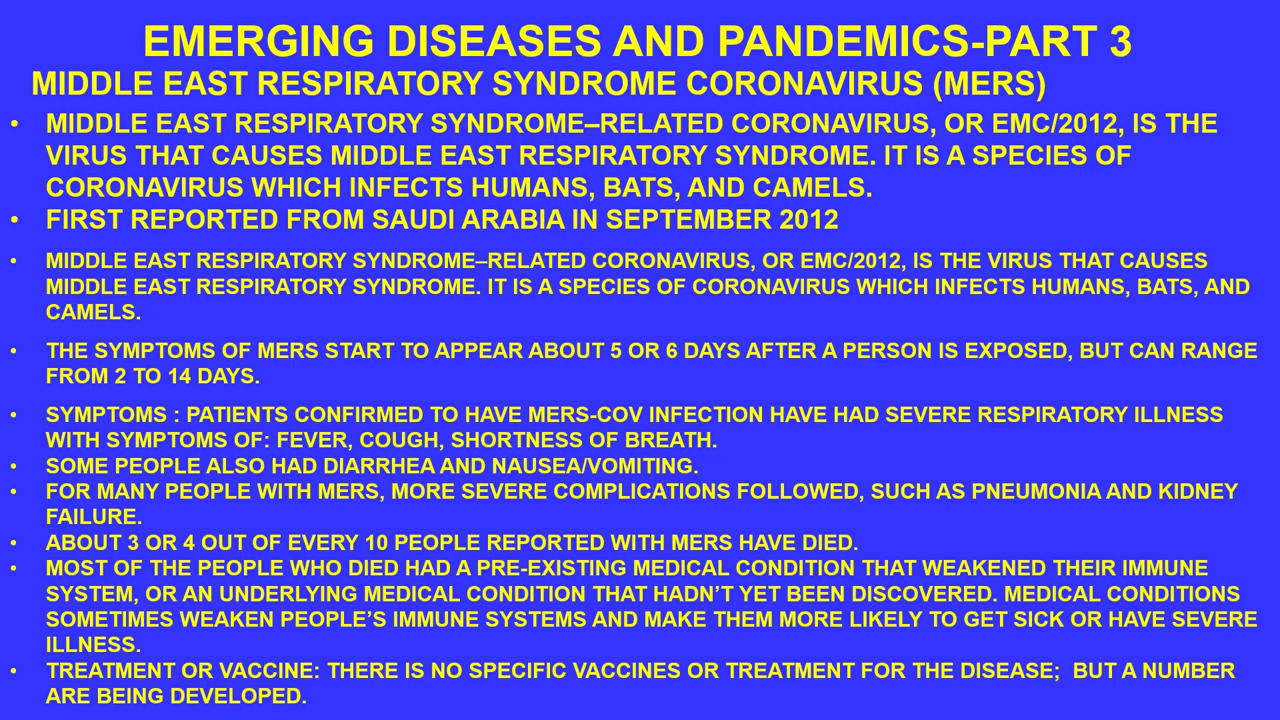 EMERGING DISEASES AND PANDEMICS-PART 3
MIDDLE EAST RESPIRATORY SYNDROME CORONAVIRUS (MERS)
• MIDDLE EAST RESPIRATORY SYNDROME–RELATED CORONAVIRUS, OR EMC/2012, IS THE
VIRUS THAT CAUSES MIDDLE EAST RESPIRATORY SYNDROME. IT IS A SPECIES OF
CORONAVIRUS WHICH INFECTS HUMANS, BATS, AND CAMELS.
• FIRST REPORTED FROM SAUDI ARABIA IN SEPTEMBER 2012
• MIDDLE EAST RESPIRATORY SYNDROME–RELATED CORONAVIRUS, OR EMC/2012, IS THE VIRUS THAT CAUSES
MIDDLE EAST RESPIRATORY SYNDROME. IT IS A SPECIES OF CORONAVIRUS WHICH INFECTS HUMANS, BATS, AND
CAMELS.
• THE SYMPTOMS OF MERS START TO APPEAR ABOUT 5 OR 6 DAYS AFTER A PERSON IS EXPOSED, BUT CAN RANGE
FROM 2 TO 14 DAYS.
• SYMPTOMS : PATIENTS CONFIRMED TO HAVE MERS-COV INFECTION HAVE HAD SEVERE RESPIRATORY ILLNESS
WITH SYMPTOMS OF: FEVER, COUGH, SHORTNESS OF BREATH.
• SOME PEOPLE ALSO HAD DIARRHEA AND NAUSEA/VOMITING.
• FOR MANY PEOPLE WITH MERS, MORE SEVERE COMPLICATIONS FOLLOWED, SUCH AS PNEUMONIA AND KIDNEY
FAILURE.
• ABOUT 3 OR 4 OUT OF EVERY 10 PEOPLE REPORTED WITH MERS HAVE DIED.
• MOST OF THE PEOPLE WHO DIED HAD A PRE-EXISTING MEDICAL CONDITION THAT WEAKENED THEIR IMMUNE
SYSTEM, OR AN UNDERLYING MEDICAL CONDITION THAT HADN’T YET BEEN DISCOVERED. MEDICAL CONDITIONS
SOMETIMES WEAKEN PEOPLE’S IMMUNE SYSTEMS AND MAKE THEM MORE LIKELY TO GET SICK OR HAVE SEVERE
ILLNESS.
• TREATMENT OR VACCINE: THERE IS NO SPECIFIC VACCINES OR TREATMENT FOR THE DISEASE;  BUT A NUMBER
ARE BEING DEVELOPED.